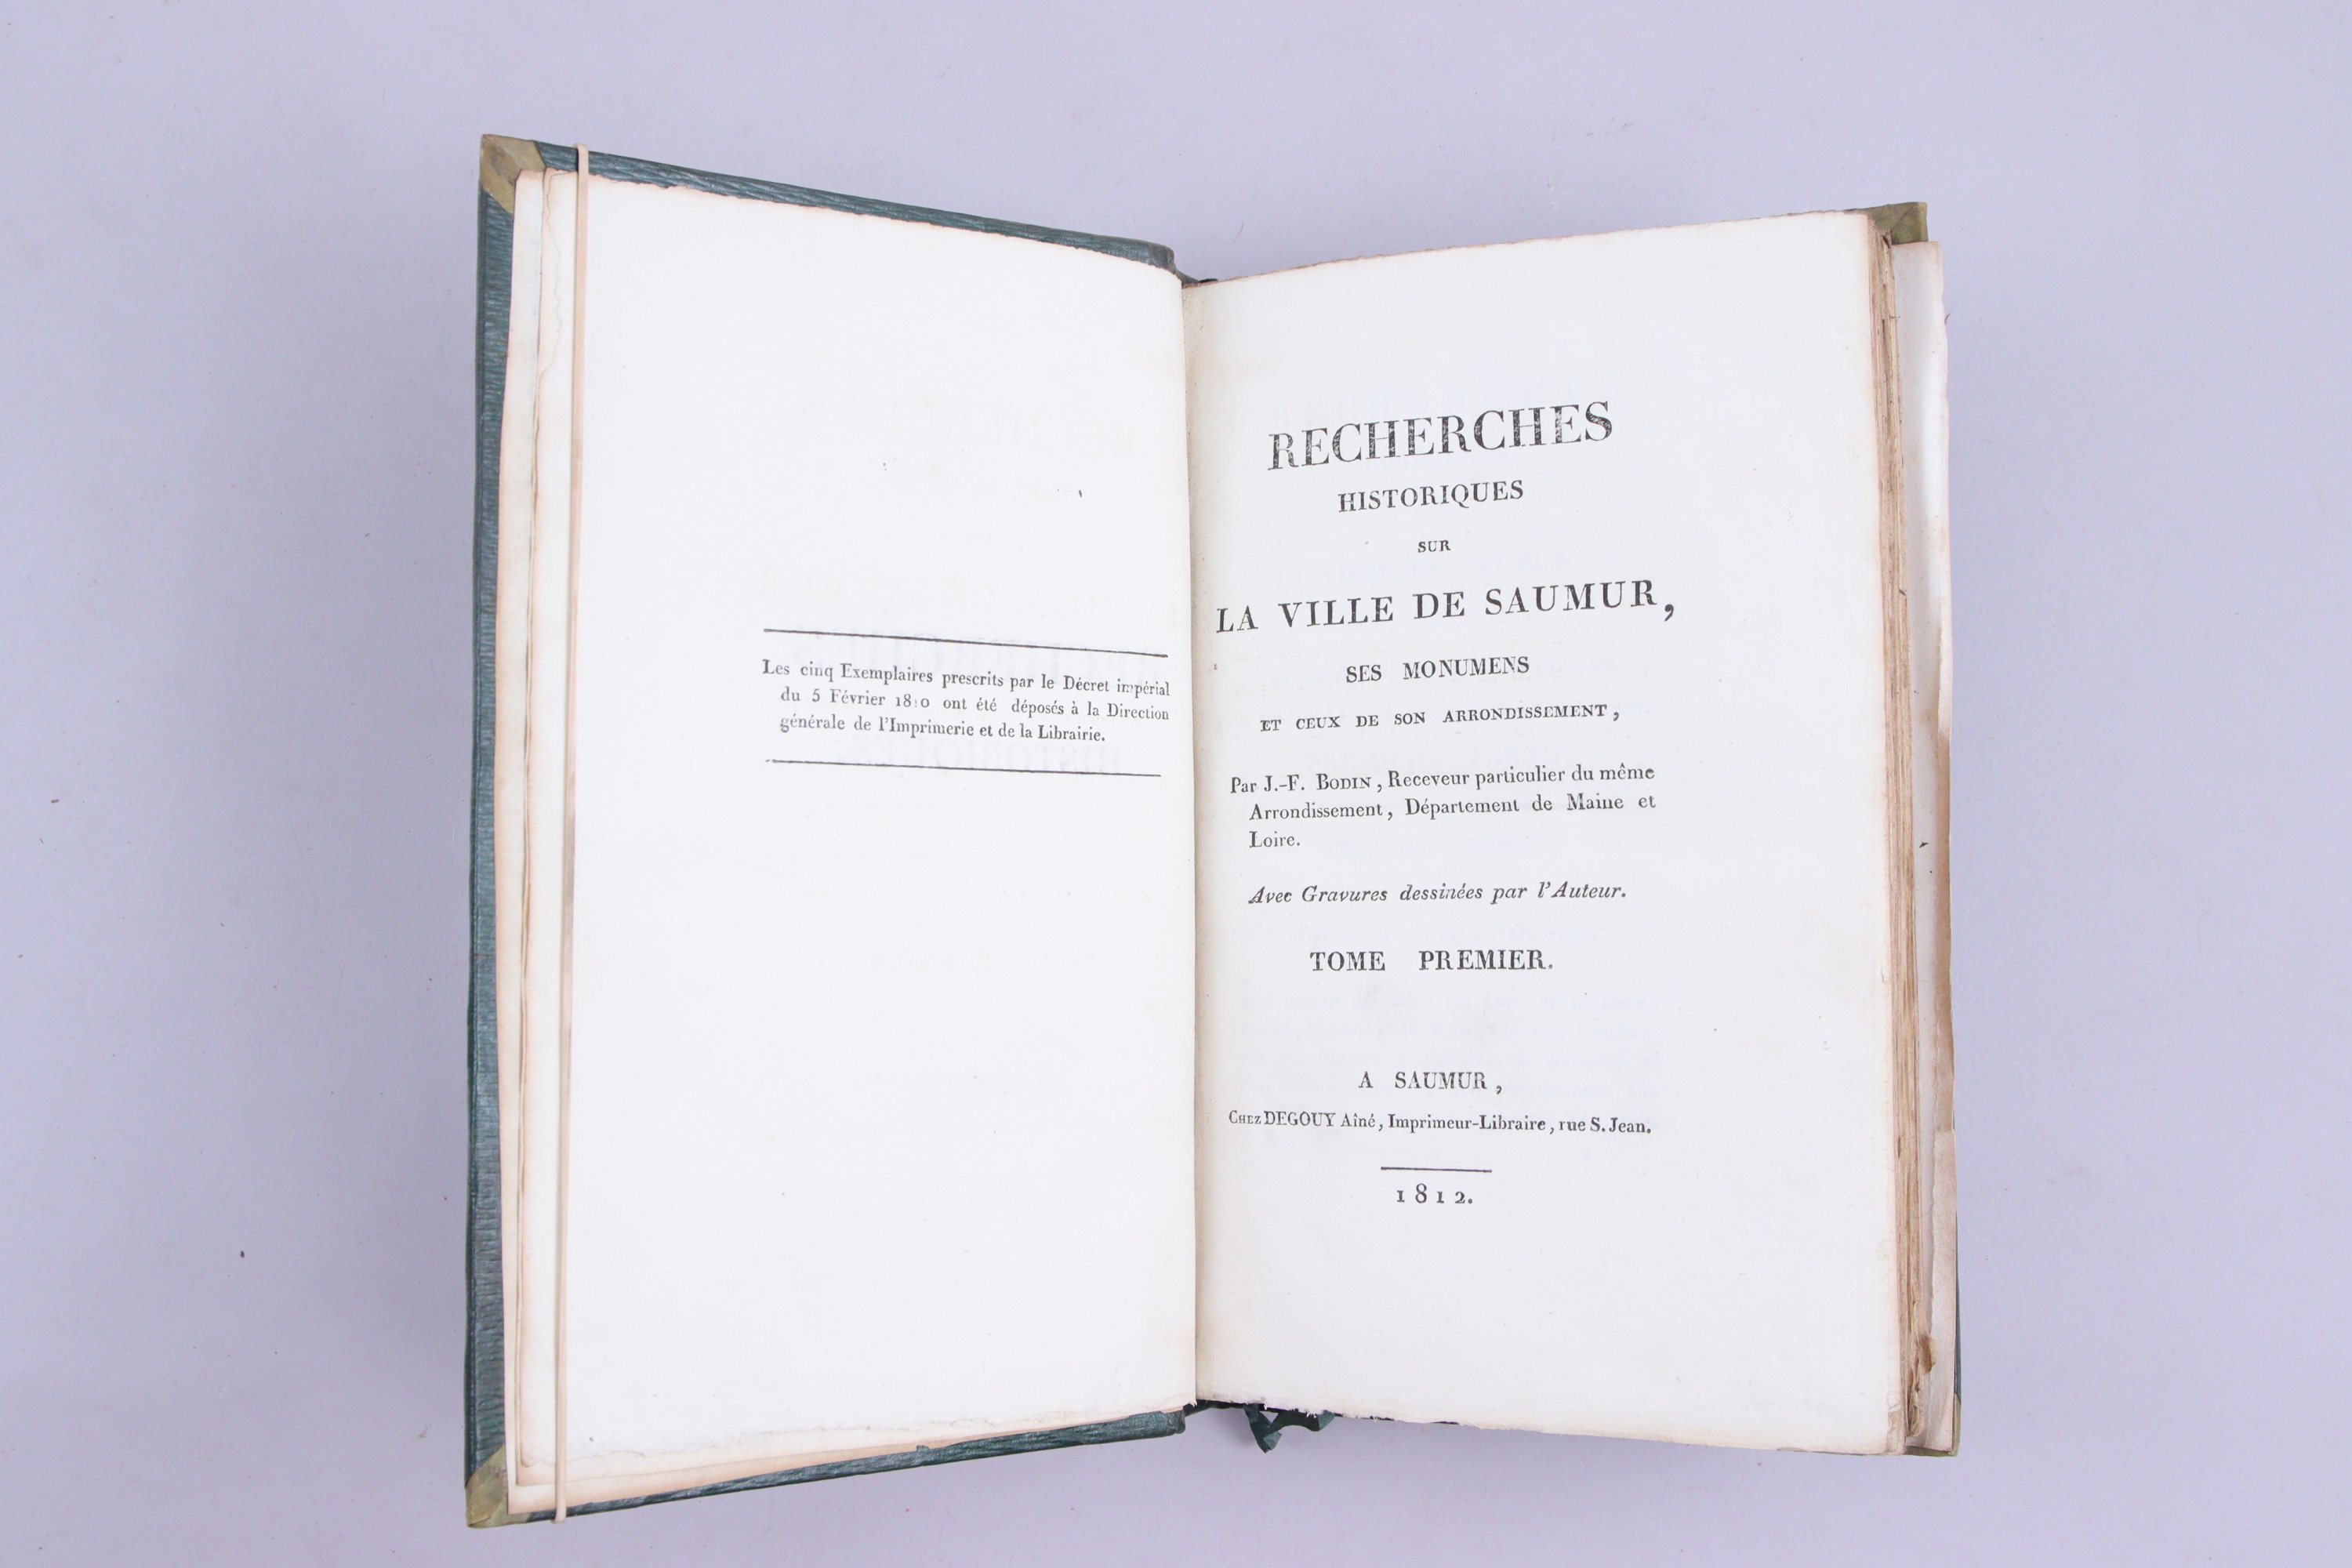 Les cinq Exemplaires prescrits par le Décret impérial
du 5 Février 1810 ont été déposés à la Direction
générale de l'Imprimerie et de la Librairie.
RECHERCHES
HISTORIQUES
SUR
LA VILLE DE SAUMUR,
SES MONUMENS
ET CEUX DE SON ARRONDISSEMENT,
Par J.-F. BODIN, Receveur particulier du même
Arrondissement, Département de Maine et
Loire.
Avec Gravures dessinées par l'Auteur.
TOME PREMIER.
A SAUMUR,
CHEZ DEGOUY Aîné, Imprimeur-Libraire, rue S. Jean.
1812.